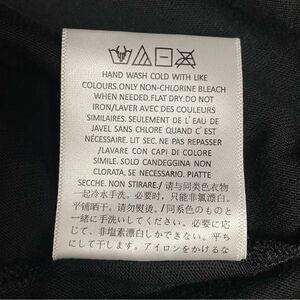 HAND WASH COLD WITH LIKE
COLOURS.ONLY NON-CHLORINE BLEACH
WHEN NEEDED.FLAT DRY.DO NOT
IRON/LAVER AVEC DES COULEURS
SIMILAIRES. SEULEMENT DE L'EAU DE
JAVEL SANS CHLORE QUAND C'EST
NÉCESSAIRE. LIT SEC. NE PAS REPASSER
/LAVARE CON CAPI DI COLORE
SIMILE. SOLO CANDEGGINA NON
CLORATA, SE NECESSARIO. PIATTE
SECCHE. NON STIRARE./ 请与同类色衣物
一起冷水手洗。必要时，只能非氯漂白。
平铺晒干。请勿熨烫。/同系色のものと
一緒に手洗いしてください。必要に応
じて、非塩素漂白しかできない。平ち
にして干します。アイロンをかけるな